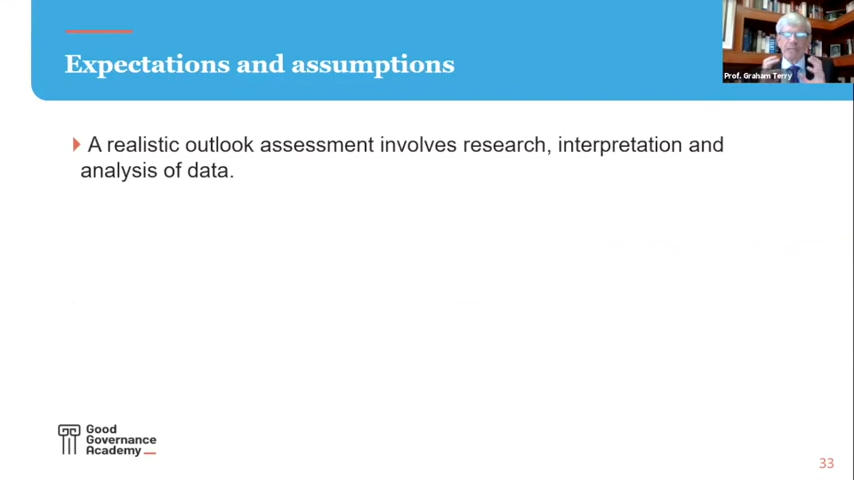 Expectations and assumptions
Prof. Graham Terry
A realistic outlook assessment involves research, interpretation and
analysis of data.
Good
Governance
Academy
33